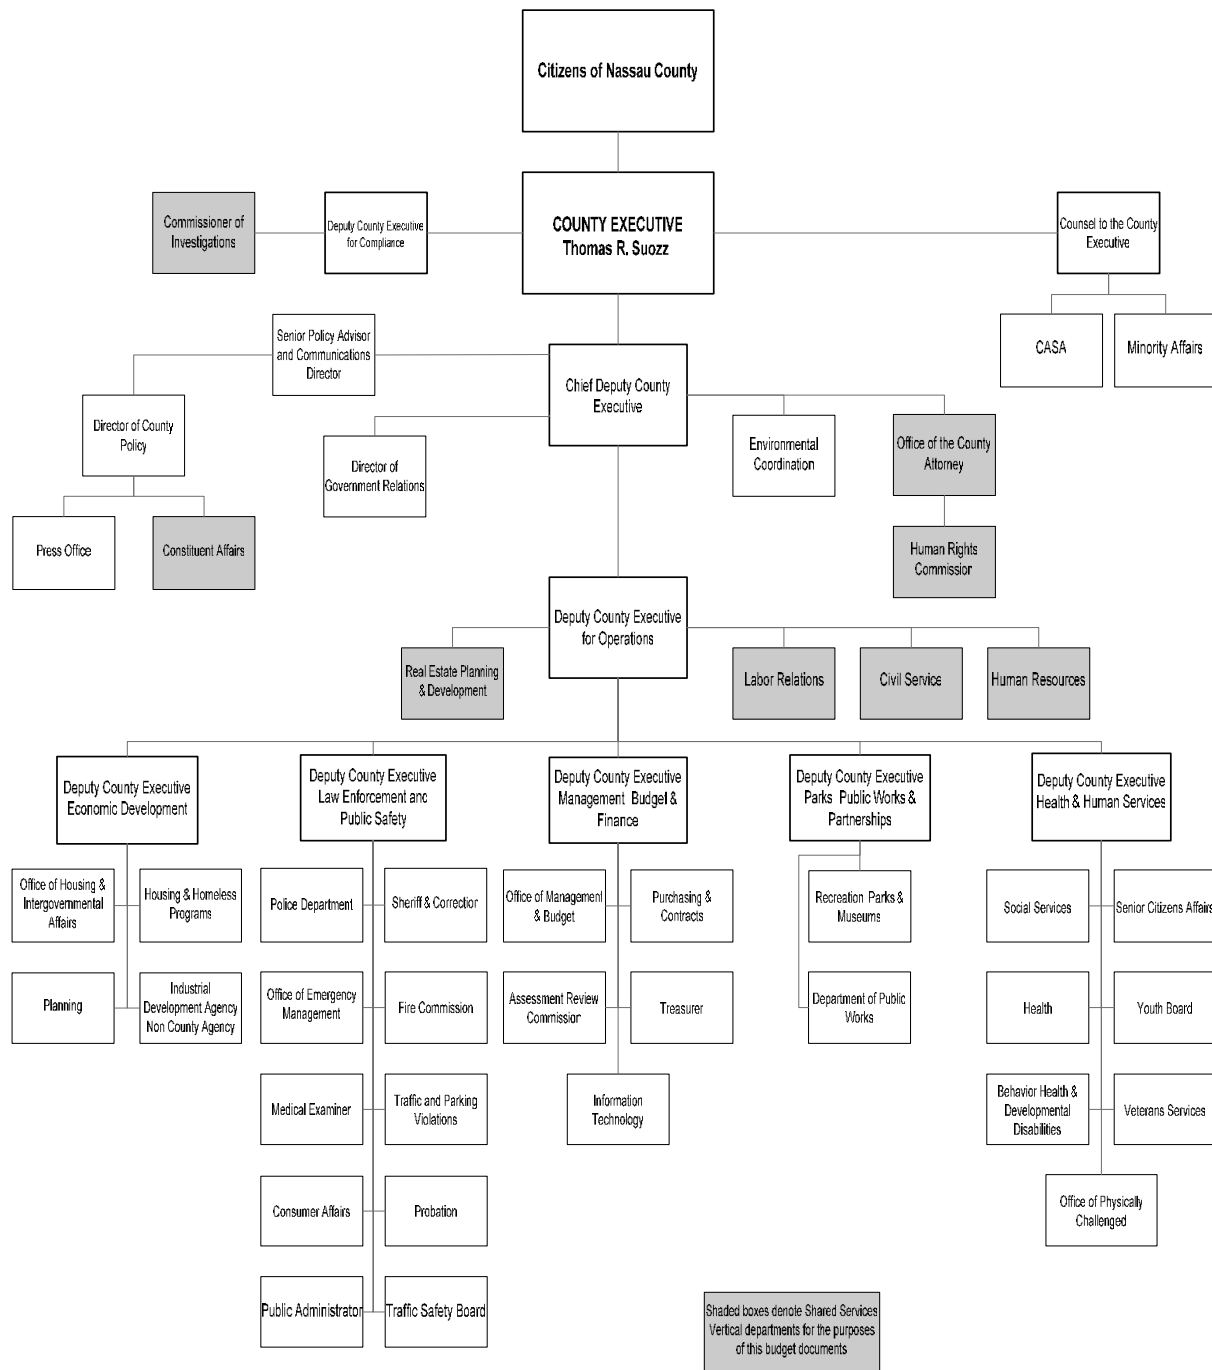 Citizens of Nassau County
Commissioner of
Investigations
Deputy County Executive
for Compliance
COUNTY EXECUTIVE
Thomas R. Suozz
Counsel to the County
Executive
CASA
Minority Affairs
Senior Policy Advisor
and Communications
Director
Chief Deputy County
Executive
Director of County
Policy
Director of
Government Relations
Environmental
Coordination
Office of the County
Attorney
Press Office
Constituent Affairs
Human Rights
Commission
Deputy County Executive
for Operations
Real Estate Planning
& Development
Labor Relations
Civil Service
Human Resources
Deputy County Executive
Economic Development
Deputy County Executive
Law Enforcement and
Public Safety
Deputy County Executive
Management Budget &
Finance
Deputy County Executive
Parks Public Works &
Partnerships
Deputy County Executive
Health & Human Services
Office of Housing &
Intergovernmental
Affairs
Housing & Homeless
Programs
Police Department
Sheriff & Correction
Office of Management
& Budget
Purchasing &
Contracts
Recreation Parks &
Museums
Social Services
Senior Citizens Affairs
Planning
Industrial
Development Agency
Non County Agency
Office of Emergency
Management
Fire Commission
Assessment Review
Commission
Treasurer
Department of Public
Works
Health
Youth Board
Medical Examiner
Traffic and Parking
Violations
Information
Technology
Behavior Health &
Developmental
Disabilities
Veterans Services
Consumer Affairs
Probation
Office of Physically
Challenged
Public Administrator
Traffic Safety Board
Shaded boxes denote Shared Services
Vertical departments for the purposes
of this budget documents